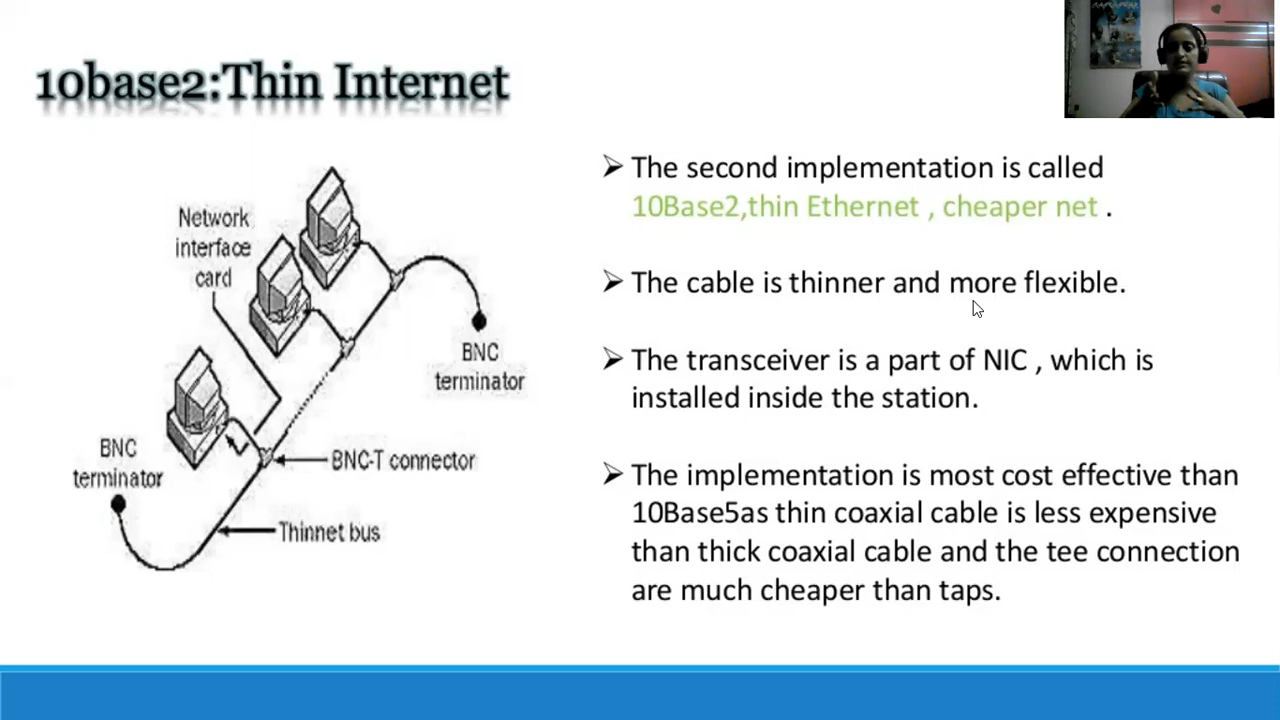 10base2:Thin Internet
Network
interface
card
BNC
terminator
BNC
terminator
BNC-T connector
Thinnet bus
The second implementation is called
10Base2,thin Ethernet , cheaper net .
The cable is thinner and more flexible.
The transceiver is a part of NIC , which is
installed inside the station.
The implementation is most cost effective than
10Base5as thin coaxial cable is less expensive
than thick coaxial cable and the tee connection
are much cheaper than taps.